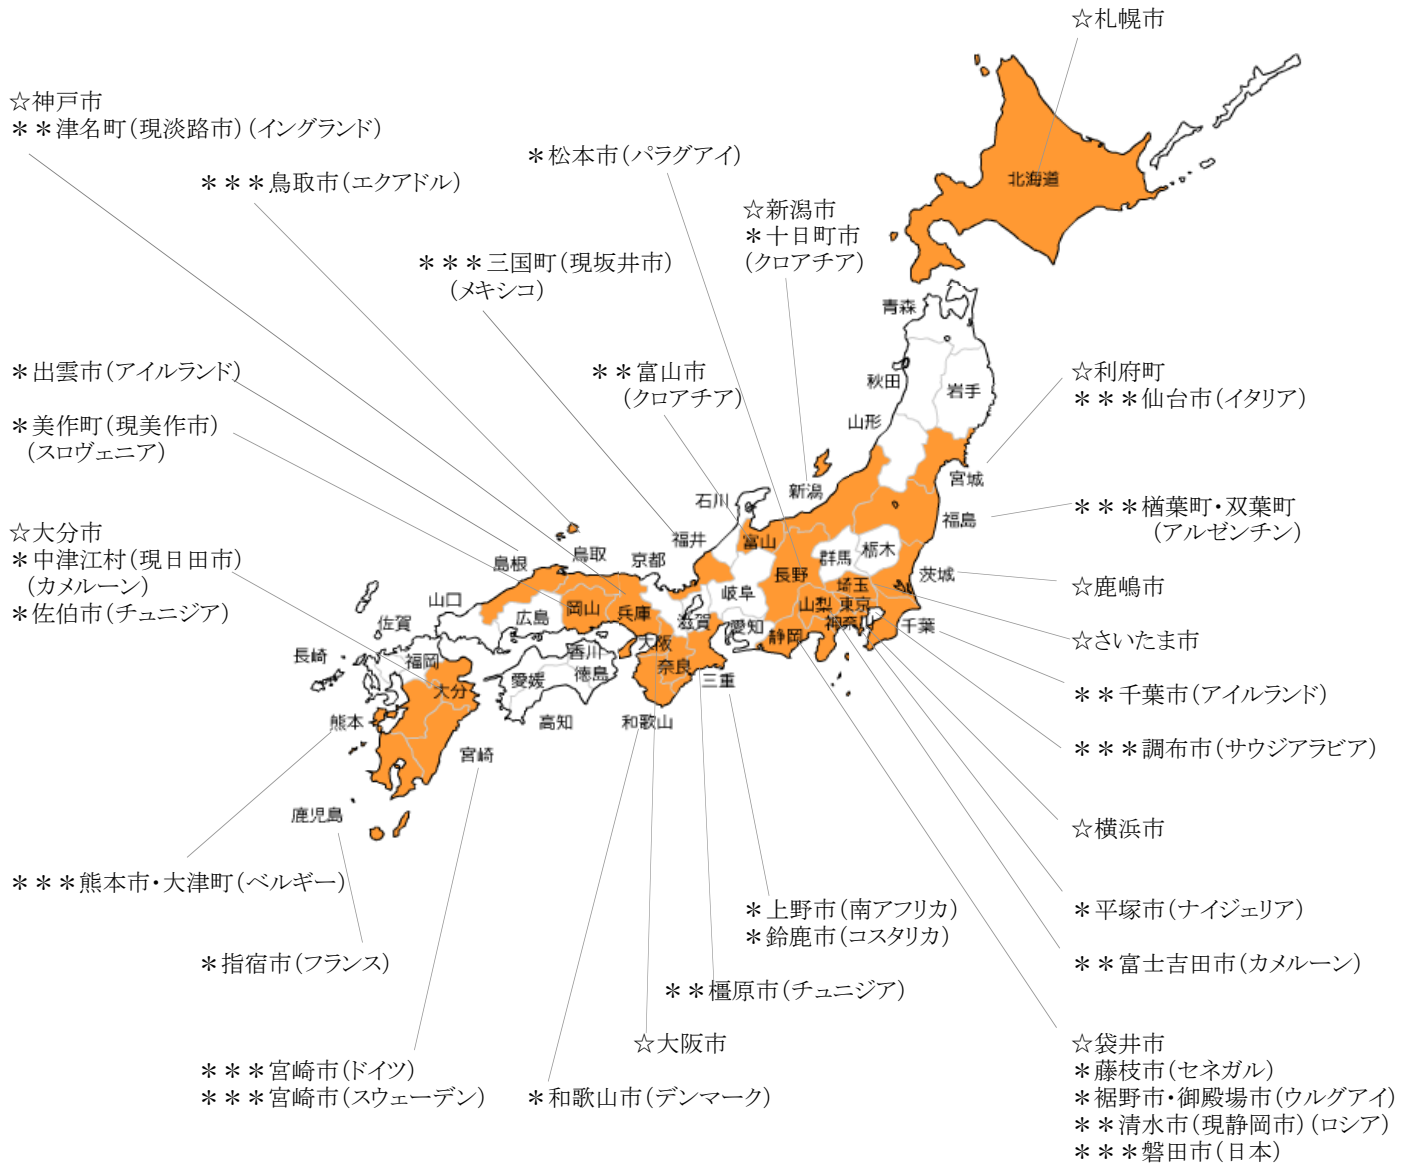 ☆札幌市
☆神戸市
＊＊津名町（現淡路市）（イングランド）
＊松本市（パラグアイ）
＊＊＊鳥取市（エクアドル）
☆新潟市
＊十日町市
（クロアチア）
＊＊＊三国町（現坂井市）
（メキシコ）
＊出雲市（アイルランド）
＊＊富山市
（クロアチア）
☆利府町
＊＊＊仙台市（イタリア）
＊美作町（現美作市）
（スロヴェニア）
＊＊＊楢葉町・双葉町
（アルゼンチン）
☆大分市
＊中津江村（現日田市）
（カメルーン）
＊佐伯市（チュニジア）
☆鹿嶋市
☆さいたま市
＊＊千葉市（アイルランド）
＊＊＊調布市（サウジアラビア）
☆横浜市
＊＊＊熊本市・大津町（ベルギー）
＊上野市（南アフリカ）
＊鈴鹿市（コスタリカ）
＊平塚市（ナイジェリア）
＊指宿市（フランス）
＊＊富士吉田市（カメルーン）
＊＊橿原市（チュニジア）
☆大阪市
☆袋井市
＊藤枝市（セネガル）
＊裾野市・御殿場市（ウルグアイ）
＊＊清水市（現静岡市）（ロシア）
＊＊＊磐田市（日本）
＊＊＊宮崎市（ドイツ）
＊＊＊宮崎市（スウェーデン）
＊和歌山市（デンマーク）
北海道
青森
秋田
岩手
山形
宮城
新潟
福島
石川
富山
福井
群馬
栃木
長野
茨城
埼玉
山梨
東京
神奈川
千葉
岐阜
愛知
静岡
滋賀
三重
京都
兵庫
大阪
奈良
和歌山
鳥取
島根
岡山
広島
山口
香川
徳島
愛媛
高知
佐賀
長崎
福岡
大分
熊本
宮崎
鹿児島